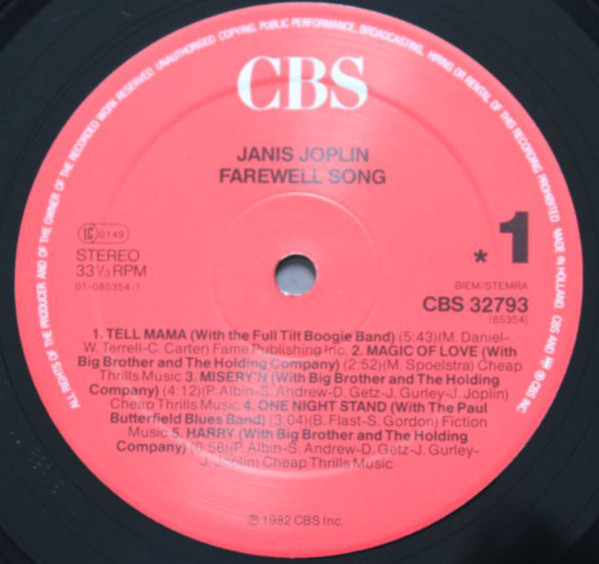 ALL RIGHTS OF THE PRODUCER AND OF THE OWNER OF THE RECORDED WORK RESERVED. UNAUTHORISED COPYING, PUBLIC PERFORMANCE, BROADCASTING, HIRING OR RENTAL OF THIS RECORDING PROHIBITED. MADE IN HOLLAND. CBS AND ® CBS INC.
CBS
JANIS JOPLIN
FAREWELL SONG
LC 0149
STEREO
33⅓ RPM
01-085354-1
* 1
BIEM/STEMRA
CBS 32793
(85354)
1. TELL MAMA (With the Full Tilt Boogie Band) (5:43)(M. Daniel-
W. Terrell-C. Carter) Fame Publishing Inc. 2. MAGIC OF LOVE (With
Big Brother and The Holding Company) (2:52)(M. Spoelstra) Cheap
Thrills Music 3. MISERY'N (With Big Brother and The Holding
Company) (4:12)(P. Albin-S. Andrew-D. Getz-J. Gurley-J. Joplin)
Cheap Thrills Music 4. ONE NIGHT STAND (With The Paul
Butterfield Blues Band) (3:04)(B. Flast-S. Gordon) Fiction
Music 5. HARRY (With Big Brother and The Holding
Company) (0:56)(P. Albin-S. Andrew-D. Getz-J. Gurley-
J. Joplin) Cheap Thrills Music
℗ 1982 CBS Inc.